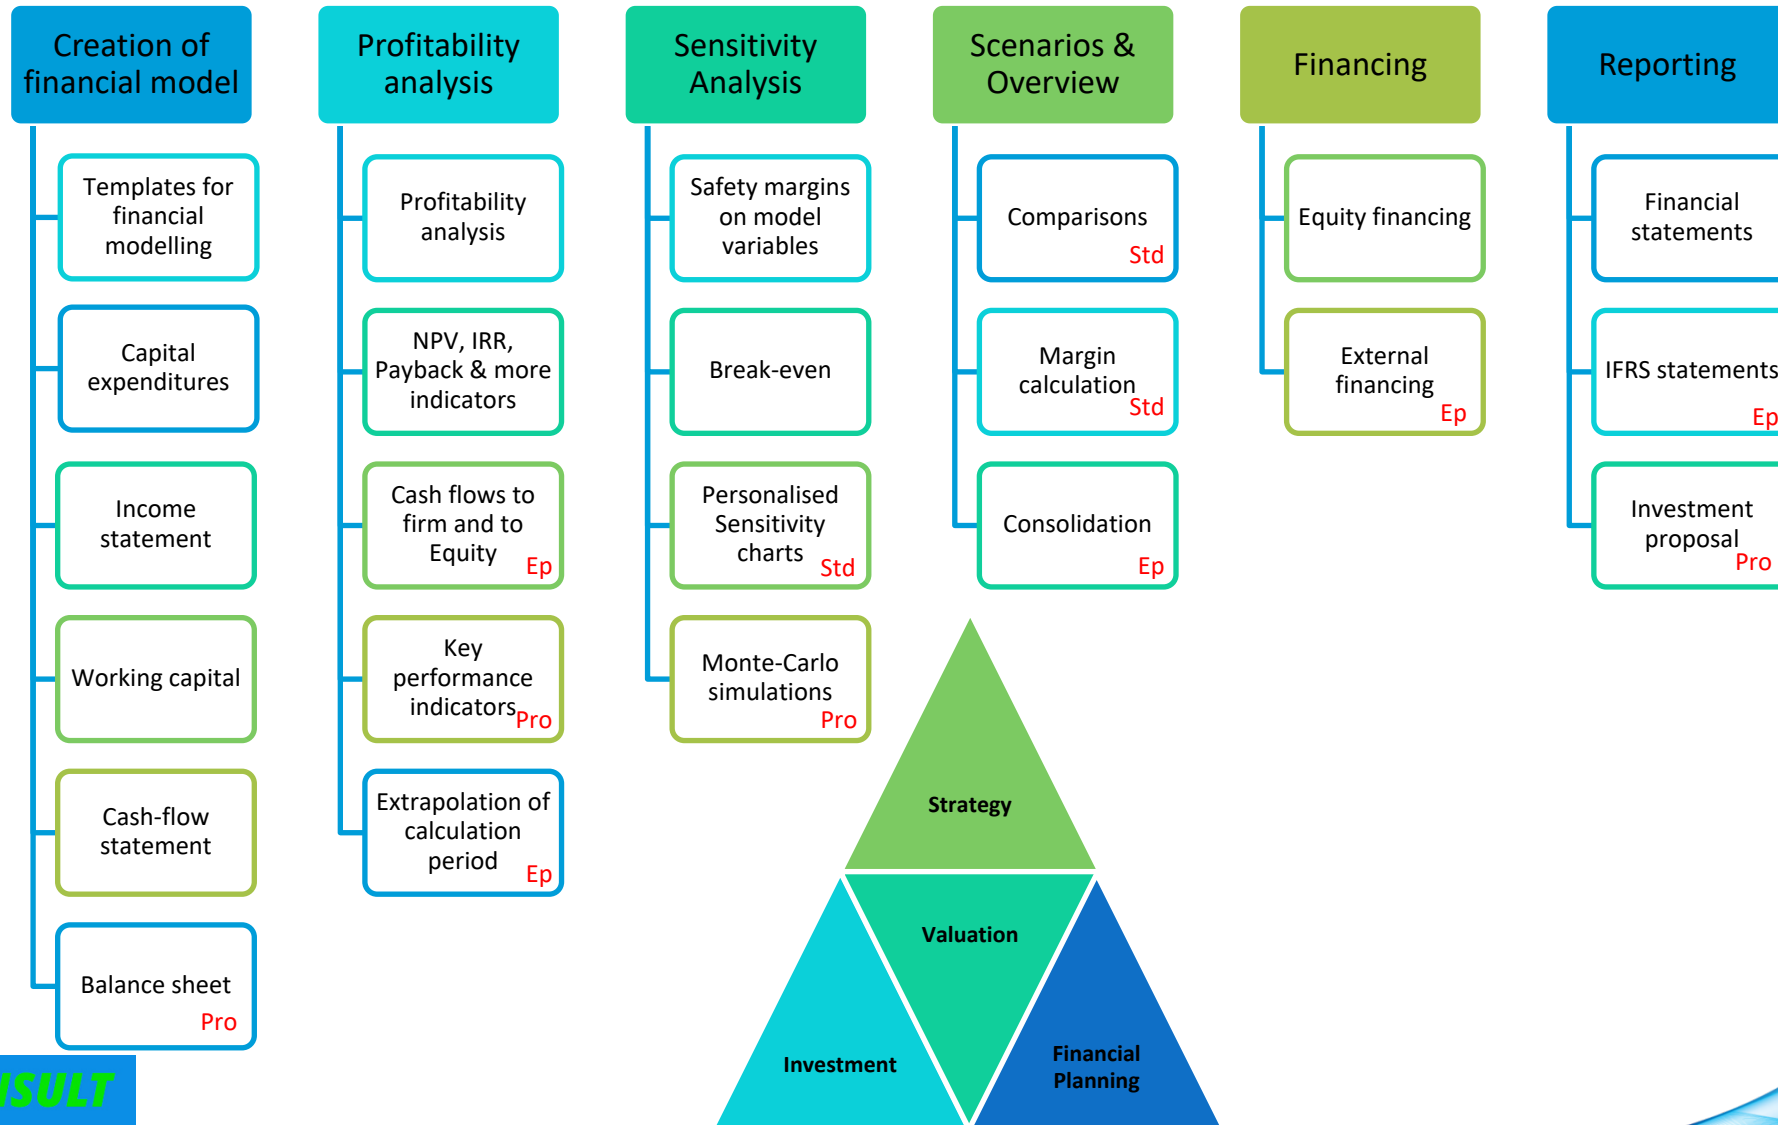 Creation of
financial model
Templates for
financial
modelling
Capital
expenditures
Income
statement
Working capital
Cash-flow
statement
Balance sheet
Pro
Profitability
analysis
Profitability
analysis
NPV, IRR,
Payback & more
indicators
Cash flows to
firm and to
Equity
Ep
Key
performance
indicators
Pro
Extrapolation of
calculation
period
Ep
Sensitivity
Analysis
Safety margins
on model
variables
Break-even
Personalised
Sensitivity
charts
Std
Monte-Carlo
simulations
Pro
Scenarios &
Overview
Comparisons
Std
Margin
calculation
Std
Consolidation
Ep
Financing
Equity financing
External
financing
Ep
Reporting
Financial
statements
IFRS statements
Ep
Investment
proposal
Pro
Strategy
Valuation
Investment
Financial
Planning